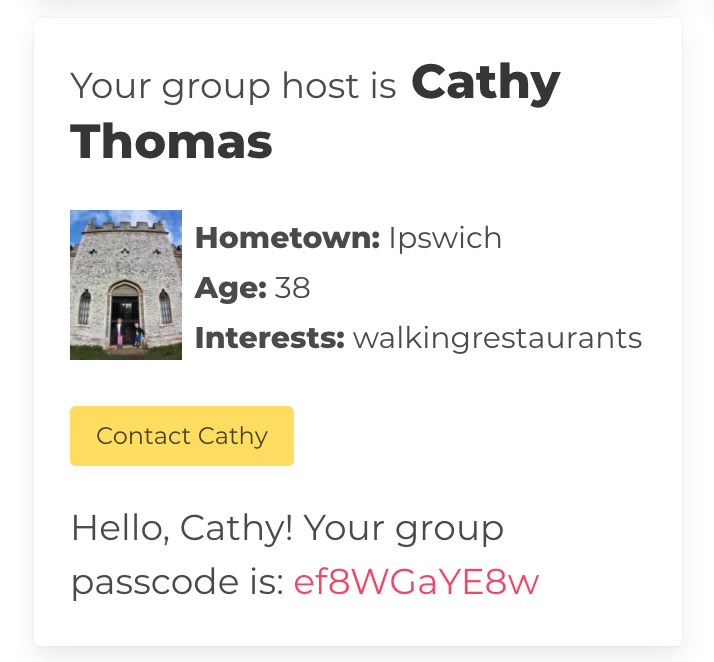 Your group host is Cathy
Thomas
Hometown: Ipswich
Age: 38
Interests: walkingrestaurants
Contact Cathy
Hello, Cathy! Your group
passcode is: ef8WGaYE8w